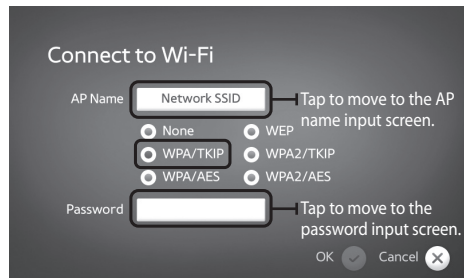 Connect to Wi-Fi
AP Name
Network SSID
Tap to move to the AP
name input screen.
None
WEP
WPA/TKIP
WPA2/TKIP
WPA/AES
WPA2/AES
Password
Tap to move to the
password input screen.
OK
Cancel